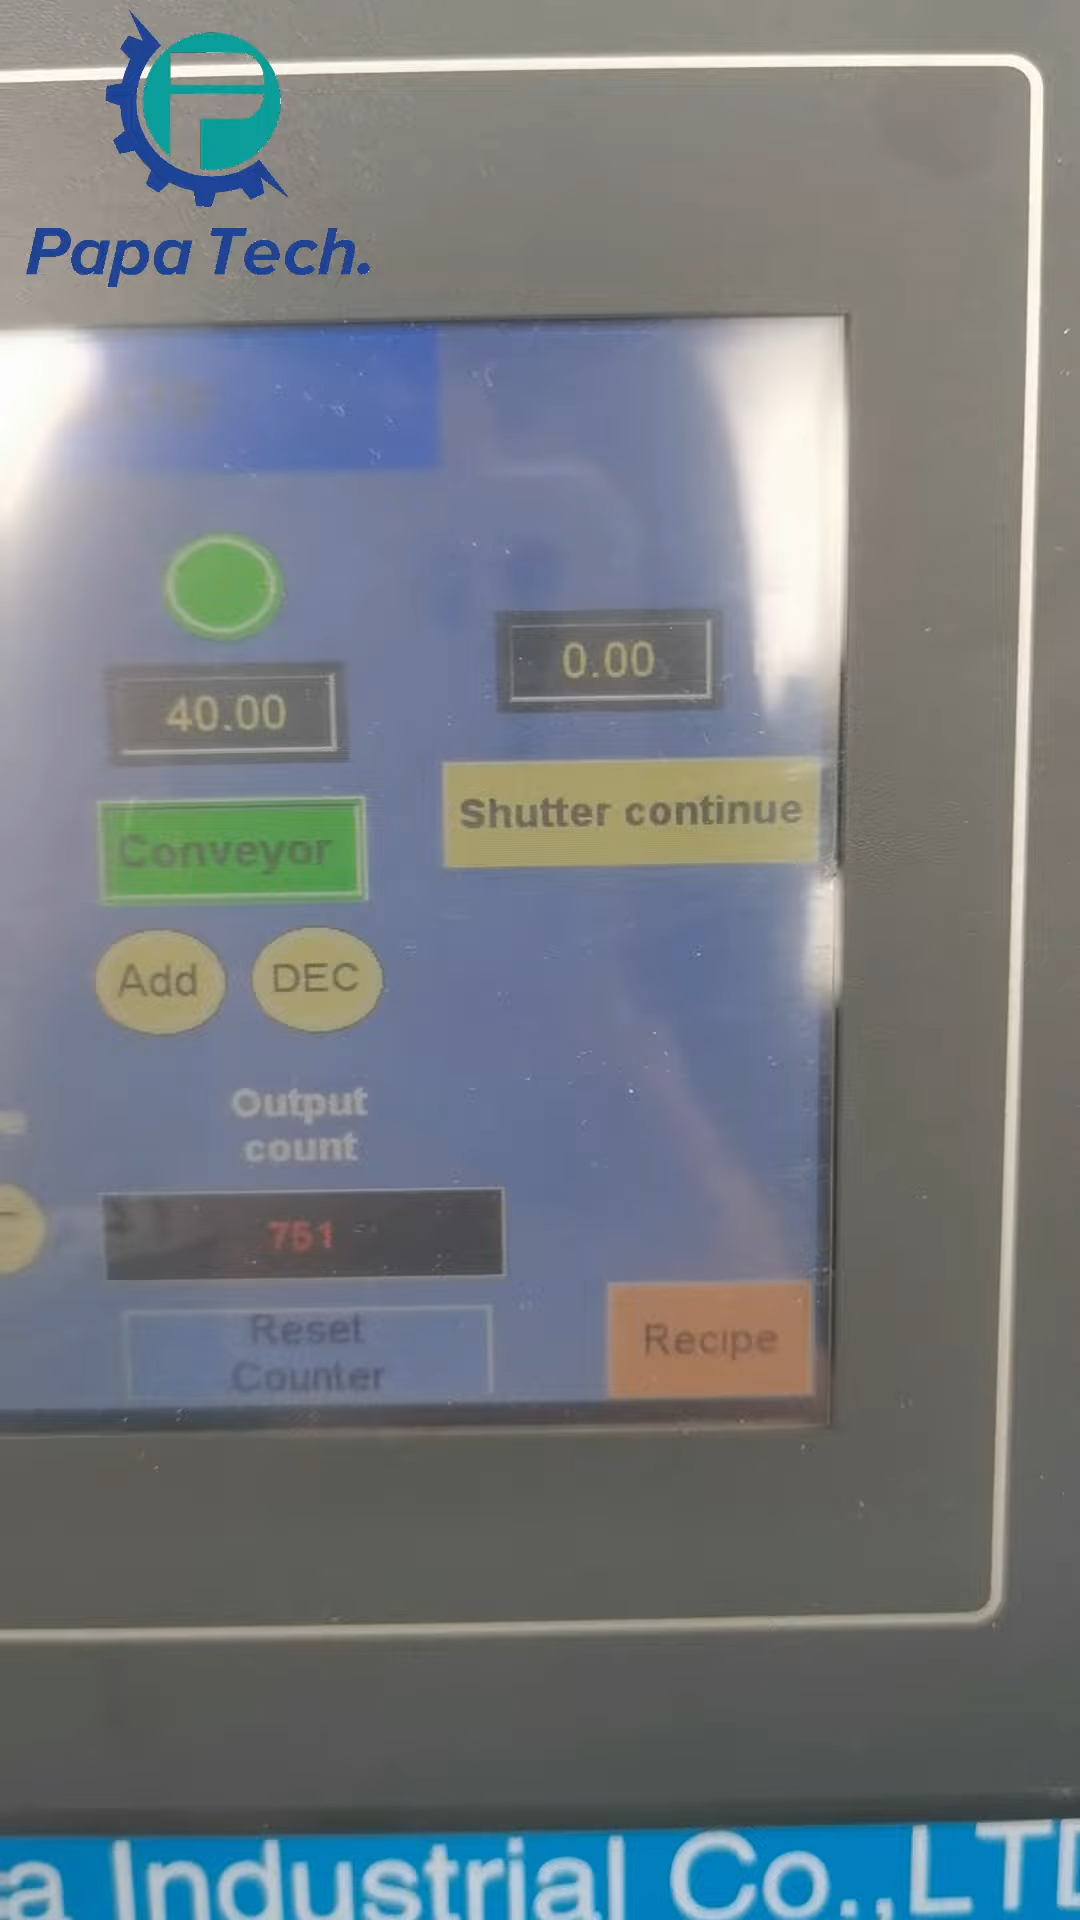 Papa Tech.
0.00
40.00
Shutter continue
Conveyor
Add
DEC
Output
count
751
Reset
Counter
Recipe
a Industrial Co.,LTD